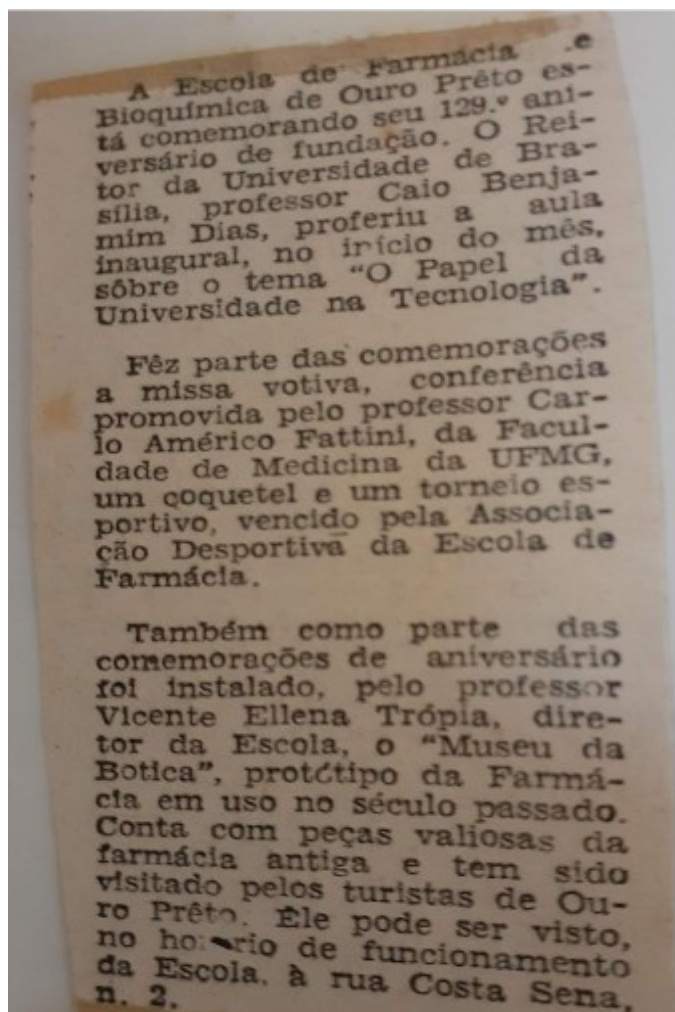 A Escola de Farmácia e
Bioquímica de Ouro Prêto es-
tá comemorando seu 129.º ani-
versário de fundação. O Rei-
tor da Universidade de Bra-
sília, professor Caio Benja-
mim Dias, proferiu a aula
inaugural, no início do mês,
sôbre o tema “O Papel da
Universidade na Tecnologia”.
Fêz parte das comemorações
a missa votiva, conferência
promovida pelo professor Car-
lo Américo Fattini, da Facul-
dade de Medicina da UFMG,
um coquetel e um torneio es-
portivo, vencido pela Associa-
ção Desportiva da Escola de
Farmácia.
Também como parte das
comemorações de aniversário
foi instalado, pelo professor
Vicente Ellena Trópia, dire-
tor da Escola, o “Museu da
Botica”, protótipo da Farmá-
cia em uso no século passado.
Conta com peças valiosas da
farmácia antiga e tem sido
visitado pelos turistas de Ou-
ro Prêto. Êle pode ser visto,
no horário de funcionamento
da Escola, à rua Costa Sena,
n. 2.